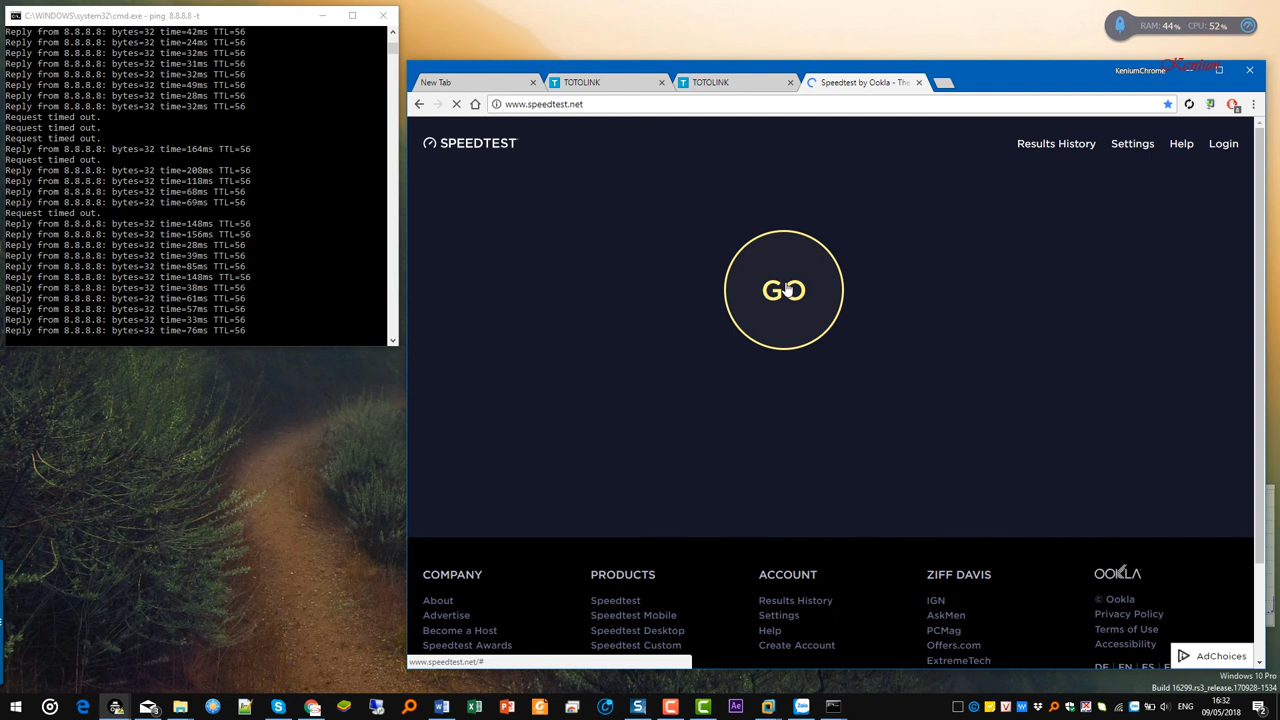 C:\WINDOWS\system32\cmd.exe - ping 8.8.8.8 -t
Reply from 8.8.8.8: bytes=32 time=42ms TTL=56
Reply from 8.8.8.8: bytes=32 time=24ms TTL=56
Reply from 8.8.8.8: bytes=32 time=32ms TTL=56
Reply from 8.8.8.8: bytes=32 time=31ms TTL=56
Reply from 8.8.8.8: bytes=32 time=32ms TTL=56
Reply from 8.8.8.8: bytes=32 time=49ms TTL=56
Reply from 8.8.8.8: bytes=32 time=28ms TTL=56
Reply from 8.8.8.8: bytes=32 time=32ms TTL=56
Request timed out.
Request timed out.
Request timed out.
Reply from 8.8.8.8: bytes=32 time=164ms TTL=56
Request timed out.
Reply from 8.8.8.8: bytes=32 time=208ms TTL=56
Reply from 8.8.8.8: bytes=32 time=118ms TTL=56
Reply from 8.8.8.8: bytes=32 time=68ms TTL=56
Reply from 8.8.8.8: bytes=32 time=69ms TTL=56
Request timed out.
Reply from 8.8.8.8: bytes=32 time=148ms TTL=56
Reply from 8.8.8.8: bytes=32 time=156ms TTL=56
Reply from 8.8.8.8: bytes=32 time=28ms TTL=56
Reply from 8.8.8.8: bytes=32 time=39ms TTL=56
Reply from 8.8.8.8: bytes=32 time=85ms TTL=56
Reply from 8.8.8.8: bytes=32 time=148ms TTL=56
Reply from 8.8.8.8: bytes=32 time=38ms TTL=56
Reply from 8.8.8.8: bytes=32 time=61ms TTL=56
Reply from 8.8.8.8: bytes=32 time=57ms TTL=56
Reply from 8.8.8.8: bytes=32 time=33ms TTL=56
Reply from 8.8.8.8: bytes=32 time=76ms TTL=56
RAM: 44% CPU: 52%
Kenium
KeniumChrome
New Tab TOTOLINK TOTOLINK Speedtest by Ookla - The
www.speedtest.net
SPEEDTEST Results History Settings Help Login
GO
COMPANY
About
Advertise
Become a Host
Speedtest Awards
PRODUCTS
Speedtest
Speedtest Mobile
Speedtest Desktop
Speedtest Custom
ACCOUNT
Results History
Settings
Help
Create Account
ZIFF DAVIS
IGN
AskMen
PCMag
Offers.com
ExtremeTech
OOKLA
© Ookla
Privacy Policy
Terms of Use
Accessibility
DE EN ES
AdChoices
www.speedtest.net/#
Windows 10 Pro
Build 16299.rs3_release.170928-1534
ENG
16:32
09/05/2018